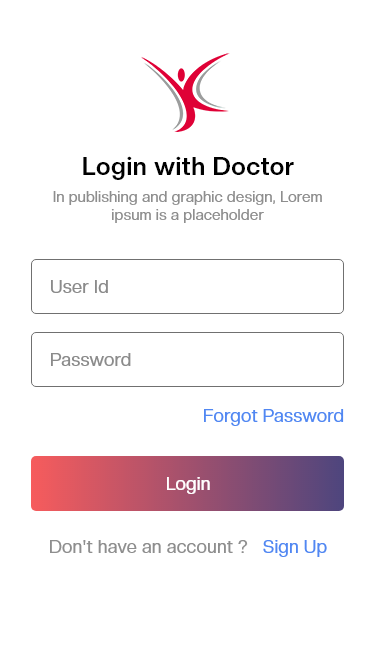 Login with Doctor
In publishing and graphic design, Lorem
ipsum is a placeholder
User Id
Password
Forgot Password
Login
Don't have an account ? Sign Up